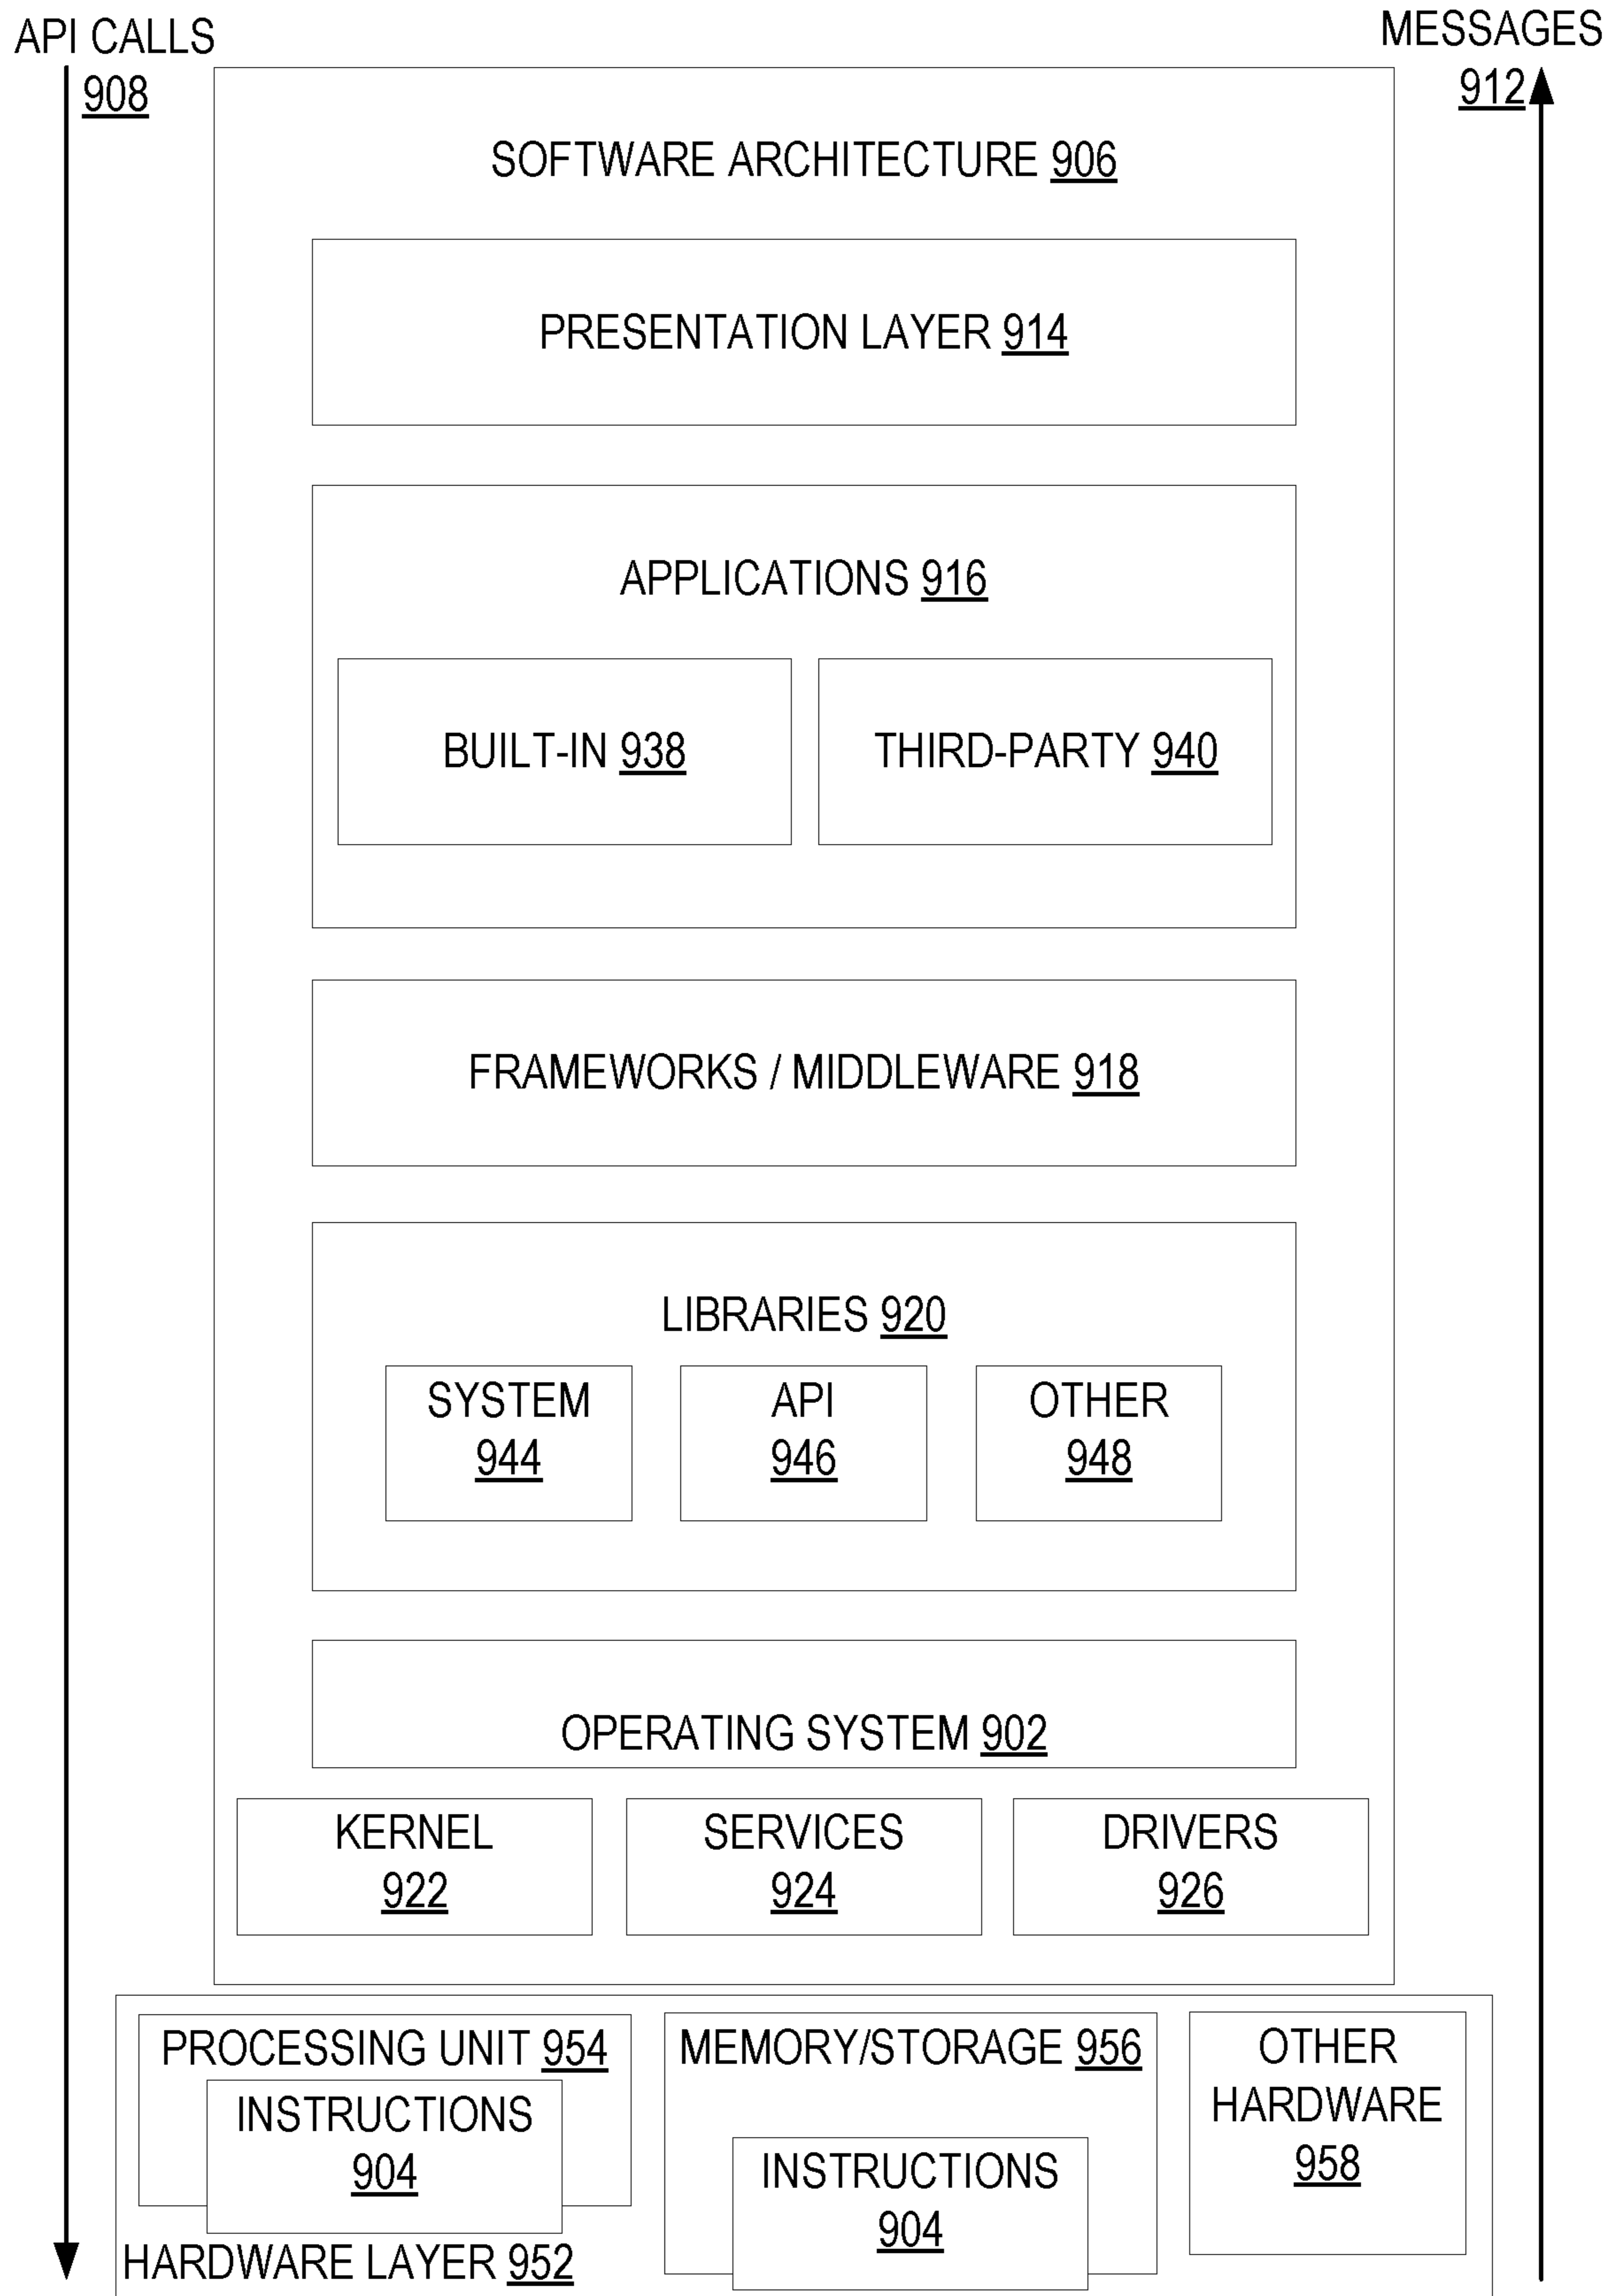 API CALLS
908
MESSAGES
912
SOFTWARE ARCHITECTURE 906
PRESENTATION LAYER 914
APPLICATIONS 916
BUILT-IN 938
THIRD-PARTY 940
FRAMEWORKS / MIDDLEWARE 918
LIBRARIES 920
SYSTEM
944
API
946
OTHER
948
OPERATING SYSTEM 902
KERNEL
922
SERVICES
924
DRIVERS
926
PROCESSING UNIT 954
INSTRUCTIONS
904
MEMORY/STORAGE 956
INSTRUCTIONS
904
OTHER
HARDWARE
958
HARDWARE LAYER 952